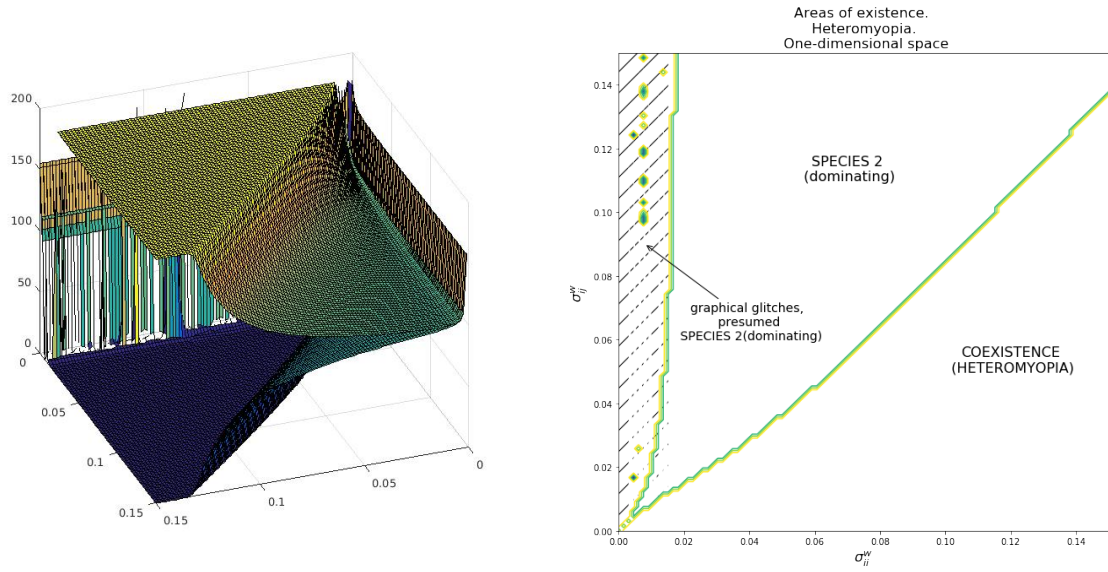 200
150
100
50
0
0
0.05
0.1
0.15
0.15
0.1
0.05
0
Areas of existence.
Heteromyopia.
One-dimensional space
0.14
0.12
0.10
0.08
0.06
0.04
0.02
0.00
σᵂᵢⱼ
SPECIES 2
(dominating)
graphical glitches,
presumed
SPECIES 2(dominating)
COEXISTENCE
(HETEROMYOPIA)
0.00
0.02
0.04
0.06
0.08
0.10
0.12
0.14